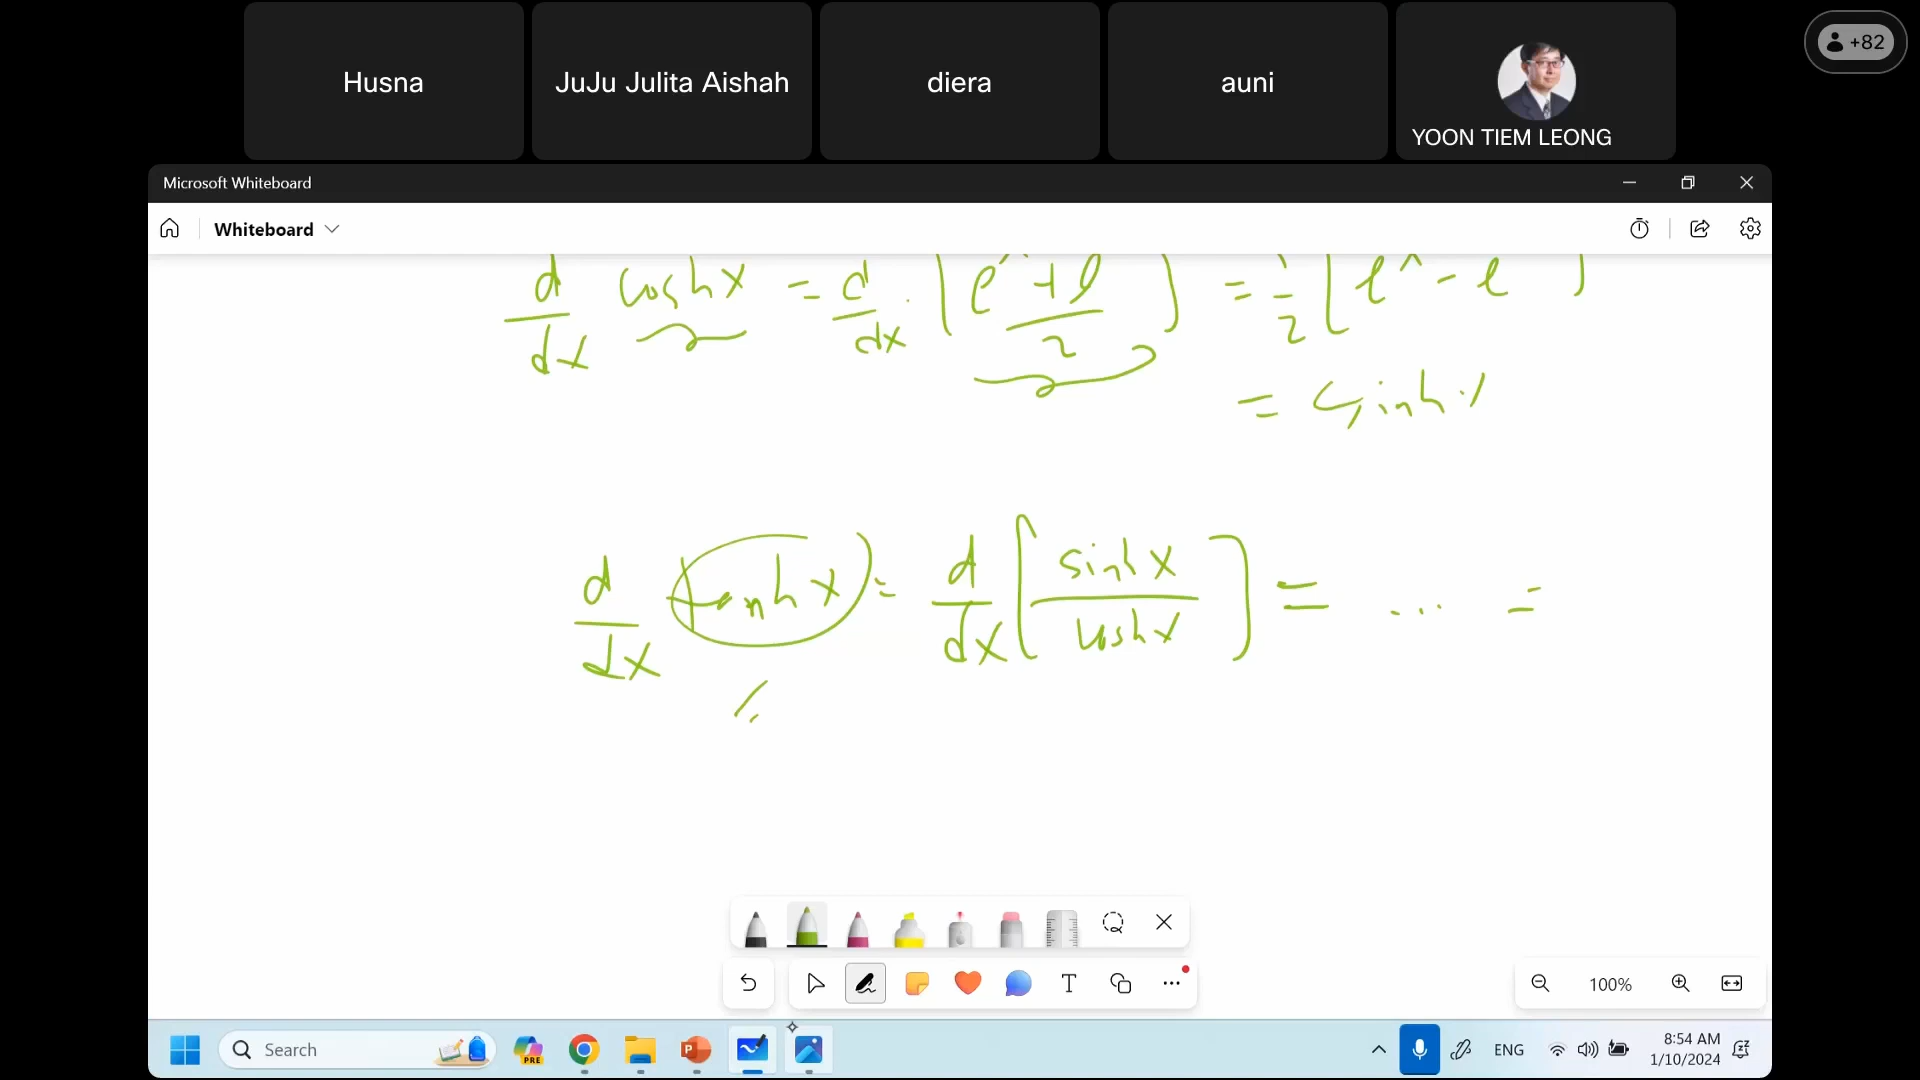 Husna JuJu Julita Aishah diera auni YOON TIEM LEONG +82
Microsoft Whiteboard
Whiteboard
d/dx cosh x = d/dx [e^x + e / 2] = 1/2 [e^x - e ]
= sinh x
d/dx tanh x = d/dx [sinh x / cosh x] = ... =
T
100%
Search PRE P ENG 8:54 AM
1/10/2024